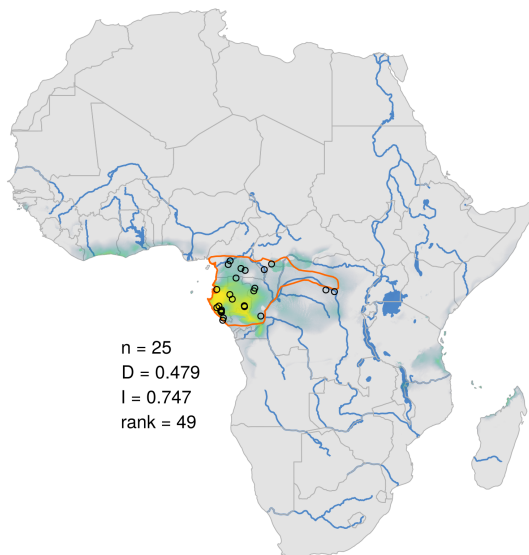 n = 25
D = 0.479
I = 0.747
rank = 49